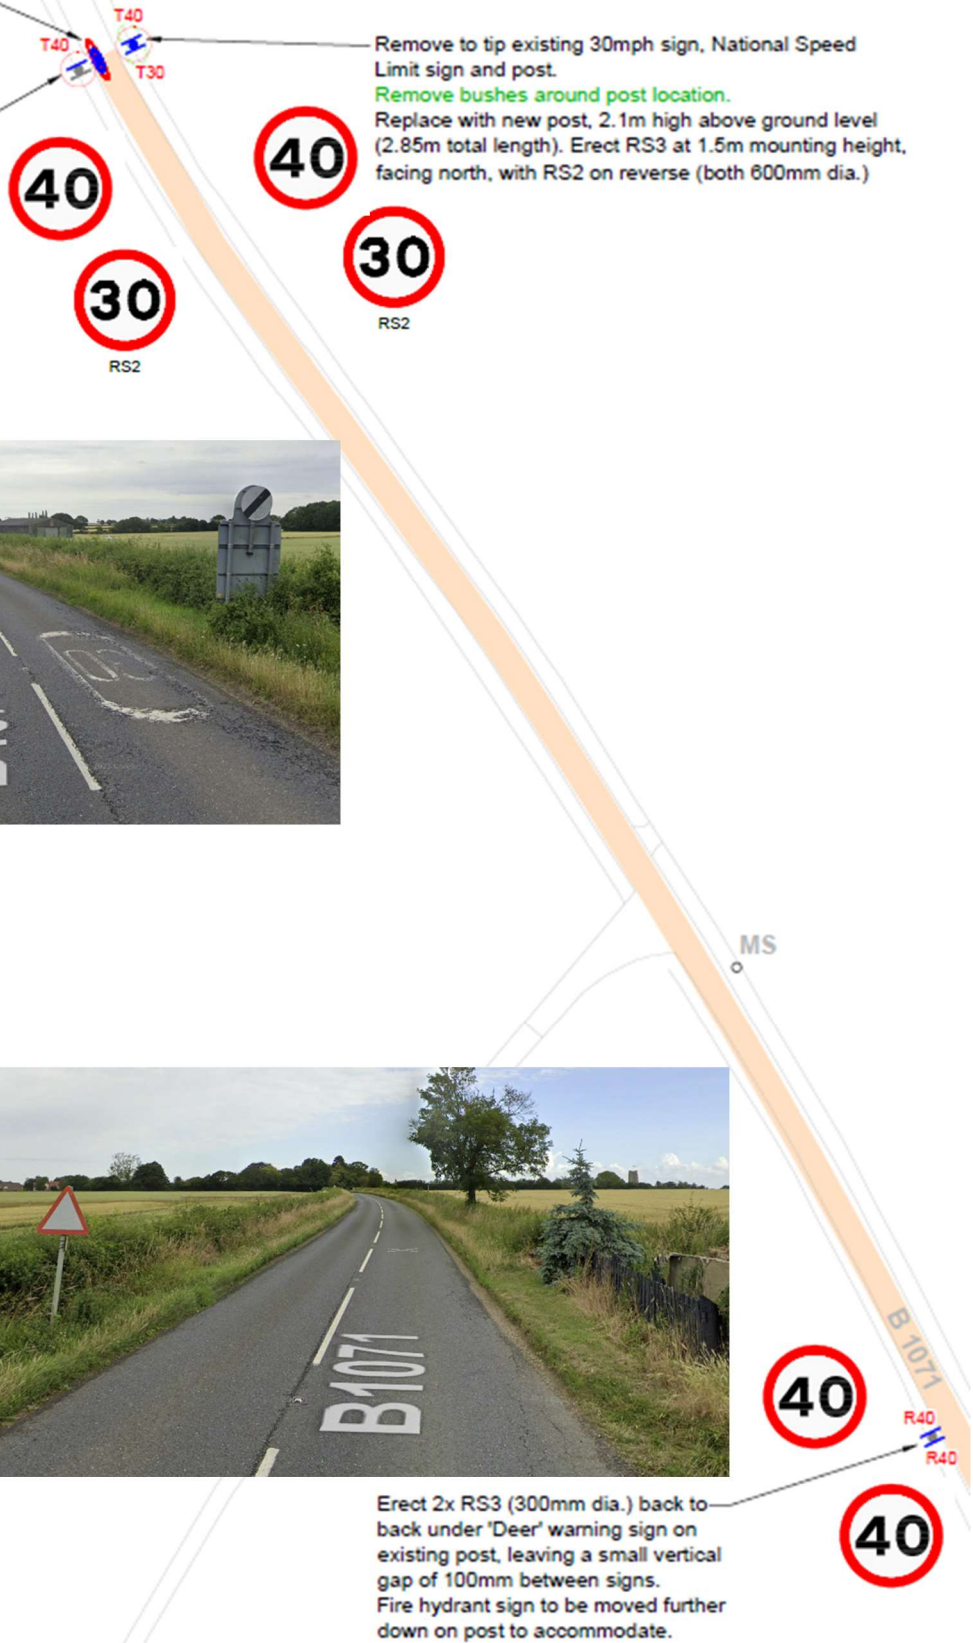 T40
T40
T30
Remove to tip existing 30mph sign, National Speed
Limit sign and post.
Remove bushes around post location.
Replace with new post, 2.1m high above ground level
(2.85m total length). Erect RS3 at 1.5m mounting height,
facing north, with RS2 on reverse (both 600mm dia.)
40
40
30
RS2
30
RS2
30
MS
B1071
B 1071
40
R40
R40
40
Erect 2x RS3 (300mm dia.) back to
back under 'Deer' warning sign on
existing post, leaving a small vertical
gap of 100mm between signs.
Fire hydrant sign to be moved further
down on post to accommodate.